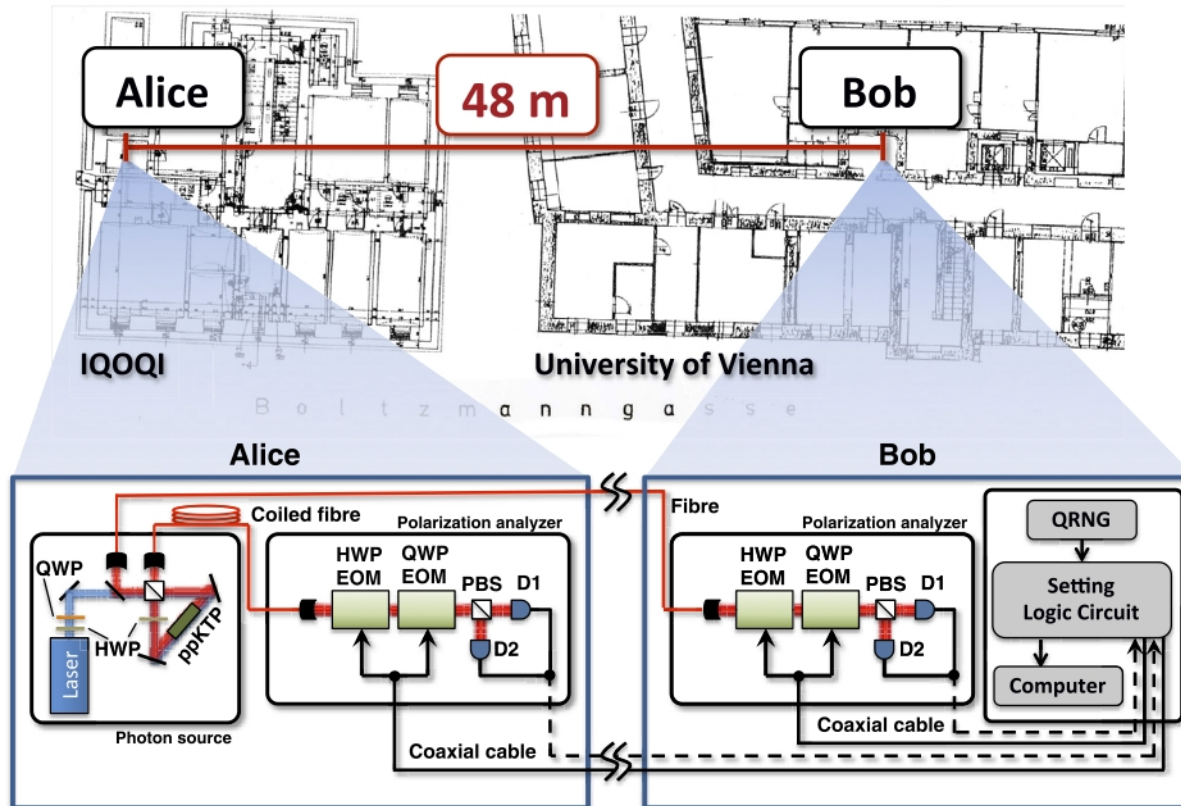 Alice
48 m
Bob
IQOQI
University of Vienna
Boltzmanngasse
Alice
Bob
Coiled fibre
Fibre
Polarization analyzer
Polarization analyzer
QWP
HWP
ppKTP
Laser
Photon source
HWP
EOM
QWP
EOM
PBS
D1
D2
Coaxial cable
HWP
EOM
QWP
EOM
PBS
D1
D2
Coaxial cable
QRNG
Setting
Logic Circuit
Computer